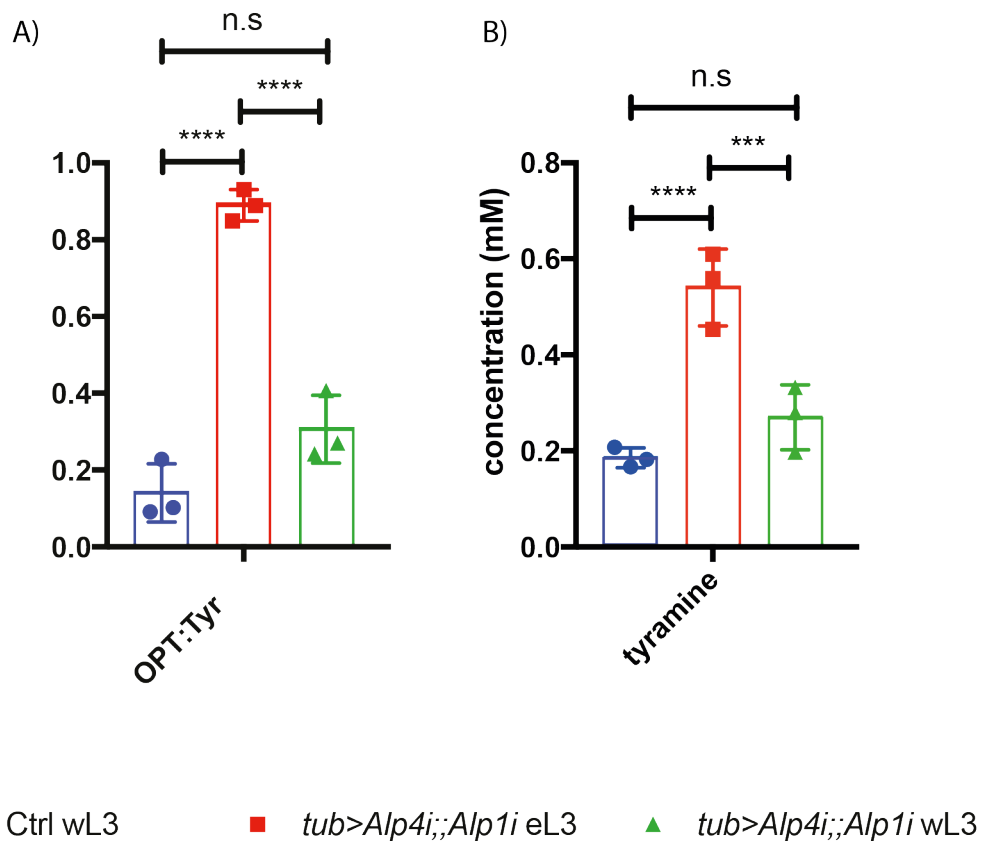 A)
n.s
****
****
1.0
0.8
0.6
0.4
0.2
0.0
OPT:Tyr
B)
n.s
***
****
concentration (mM)
0.8
0.6
0.4
0.2
0.0
tyramine
Ctrl wL3
tub>Alp4i;;Alp1i eL3
tub>Alp4i;;Alp1i wL3